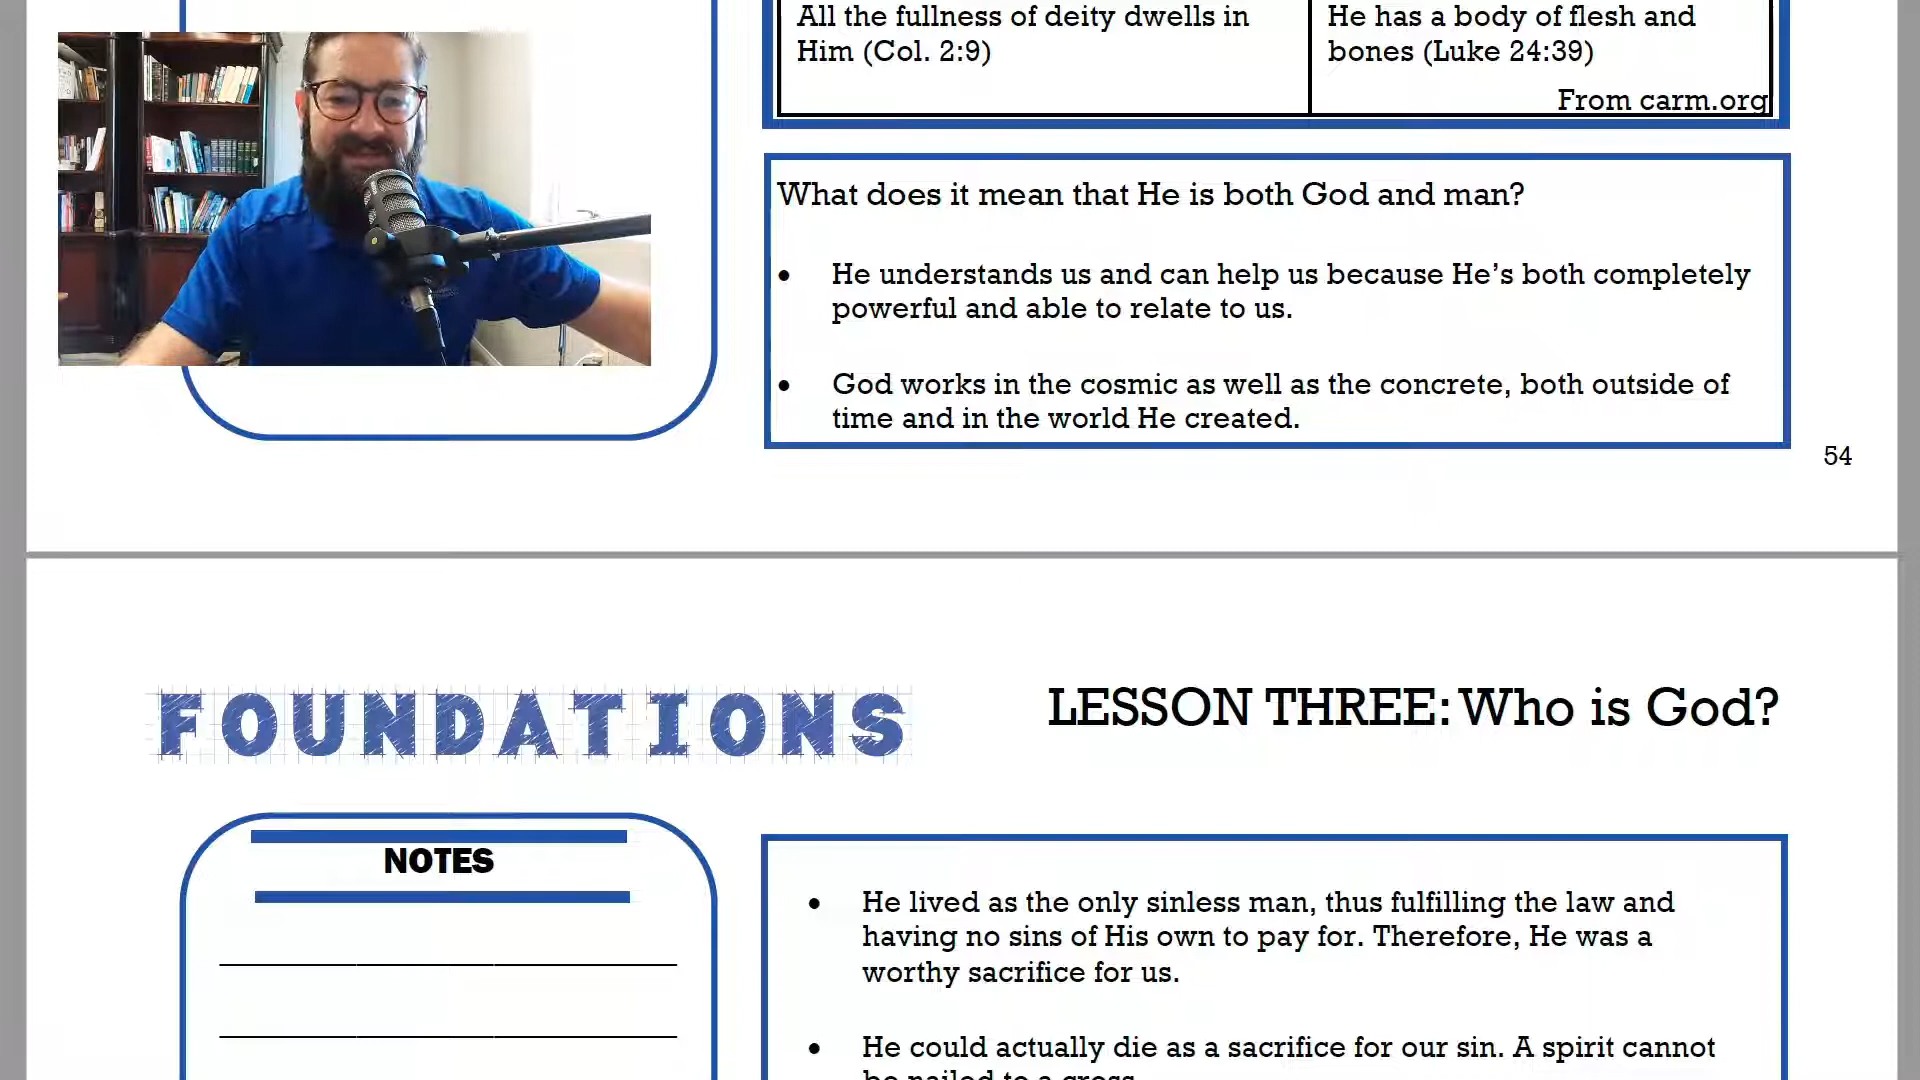 All the fullness of deity dwells in
Him (Col. 2:9)
He has a body of flesh and
bones (Luke 24:39)
From carm.org
What does it mean that He is both God and man?
• He understands us and can help us because He’s both completely
powerful and able to relate to us.
• God works in the cosmic as well as the concrete, both outside of
time and in the world He created.
54
FOUNDATIONS
LESSON THREE: Who is God?
NOTES
• He lived as the only sinless man, thus fulfilling the law and
having no sins of His own to pay for. Therefore, He was a
worthy sacrifice for us.
• He could actually die as a sacrifice for our sin. A spirit cannot
be nailed to a cross